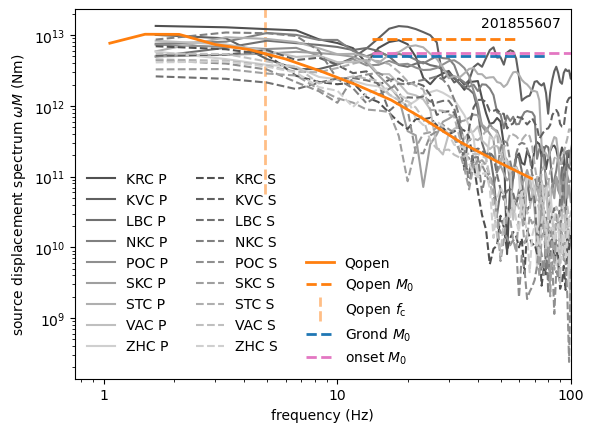 201855607
10¹³
10¹²
10¹¹
10¹⁰
10⁹
source displacement spectrum ωM (Nm)
KRC P
KVC P
LBC P
NKC P
POC P
SKC P
STC P
VAC P
ZHC P
KRC S
KVC S
LBC S
NKC S
POC S
SKC S
STC S
VAC S
ZHC S
Qopen
Qopen M₀
Qopen f_c
Grond M₀
onset M₀
1 10 100
frequency (Hz)